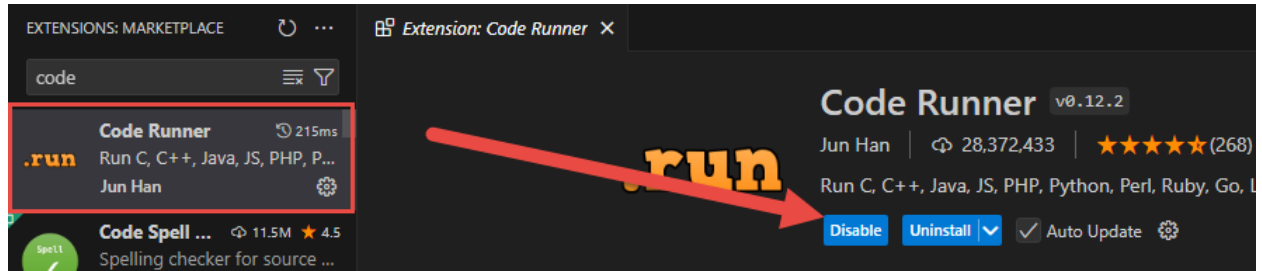 EXTENSIONS: MARKETPLACE
Extension: Code Runner
code
Code Runner 215ms
.run
Run C, C++, Java, JS, PHP, P...
Jun Han
Code Spell ... 11.5M 4.5
Spell
Spelling checker for source ...
.run
Code Runner v0.12.2
Jun Han 28,372,433 (268)
Run C, C++, Java, JS, PHP, Python, Perl, Ruby, Go, L
Disable Uninstall Auto Update